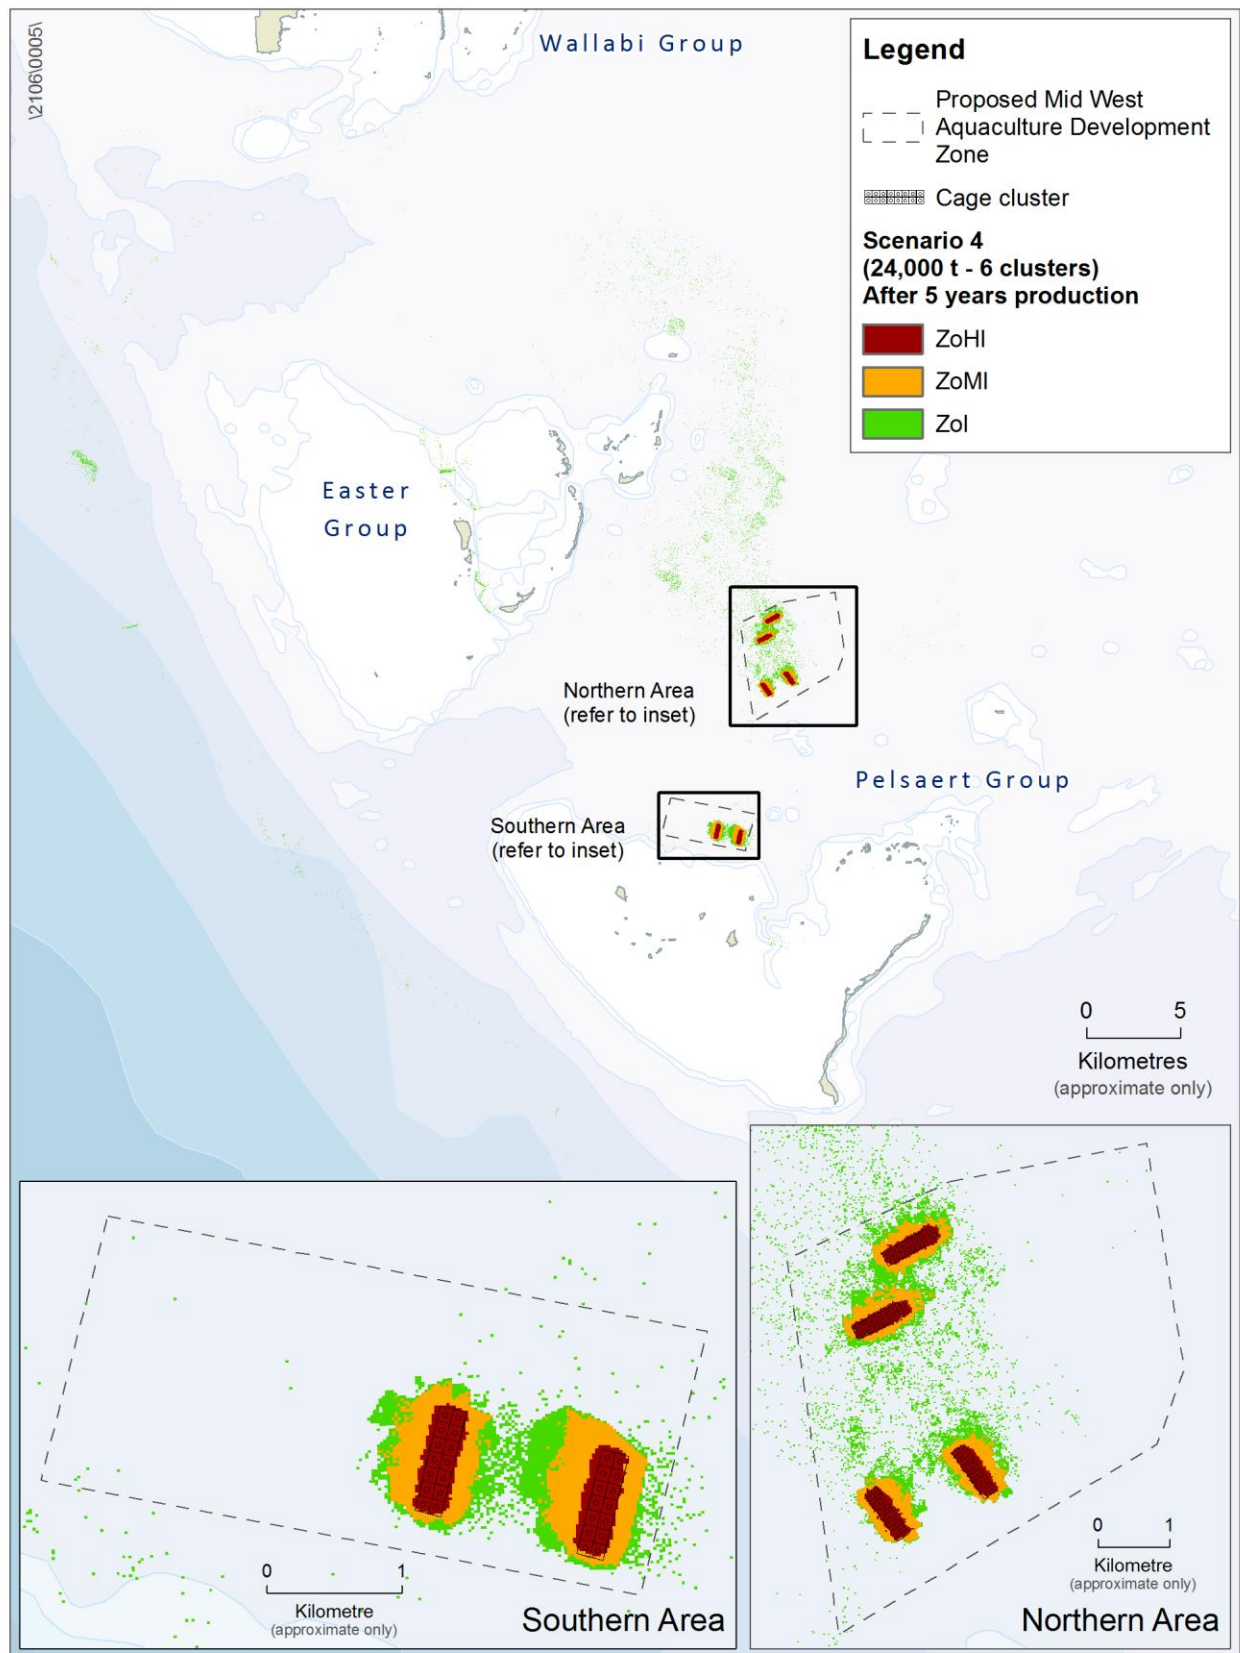 \2106\0005\
Wallabi Group
Legend
Proposed Mid West
Aquaculture Development
Zone
Cage cluster
Scenario 4
(24,000 t - 6 clusters)
After 5 years production
ZoHI
ZoMI
ZoI
Easter
Group
Northern Area
(refer to inset)
Pelsaert Group
Southern Area
(refer to inset)
0 5
Kilometres
(approximate only)
0 1
Kilometre
(approximate only)
Southern Area
0 1
Kilometre
(approximate only)
Northern Area